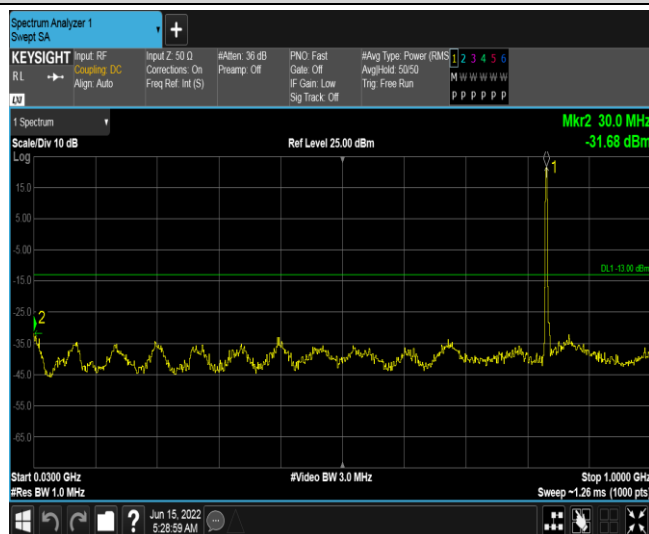 Spectrum Analyzer 1
Swept SA
KEYSIGHT
RL
LXI
Input: RF
Coupling: DC
Align: Auto
Input Z: 50 Ω
Corrections: On
Freq Ref: Int (S)
#Atten: 36 dB
Preamp: Off
PNO: Fast
Gate: Off
IF Gain: Low
Sig Track: Off
#Avg Type: Power (RMS
Avg|Hold: 50/50
Trig: Free Run
1 2 3 4 5 6
M W W W W W
P P P P P P
1 Spectrum
Mkr2 30.0 MHz
-31.68 dBm
Scale/Div 10 dB
Ref Level 25.00 dBm
Log
1
15.0
5.00
-5.00
DL1 -13.00 dBm
-15.0
-25.0
2
-35.0
-45.0
-55.0
-65.0
Start 0.0300 GHz
#Video BW 3.0 MHz
Stop 1.0000 GHz
#Res BW 1.0 MHz
Sweep ~1.26 ms (1000 pts)
?
Jun 15, 2022
5:28:59 AM